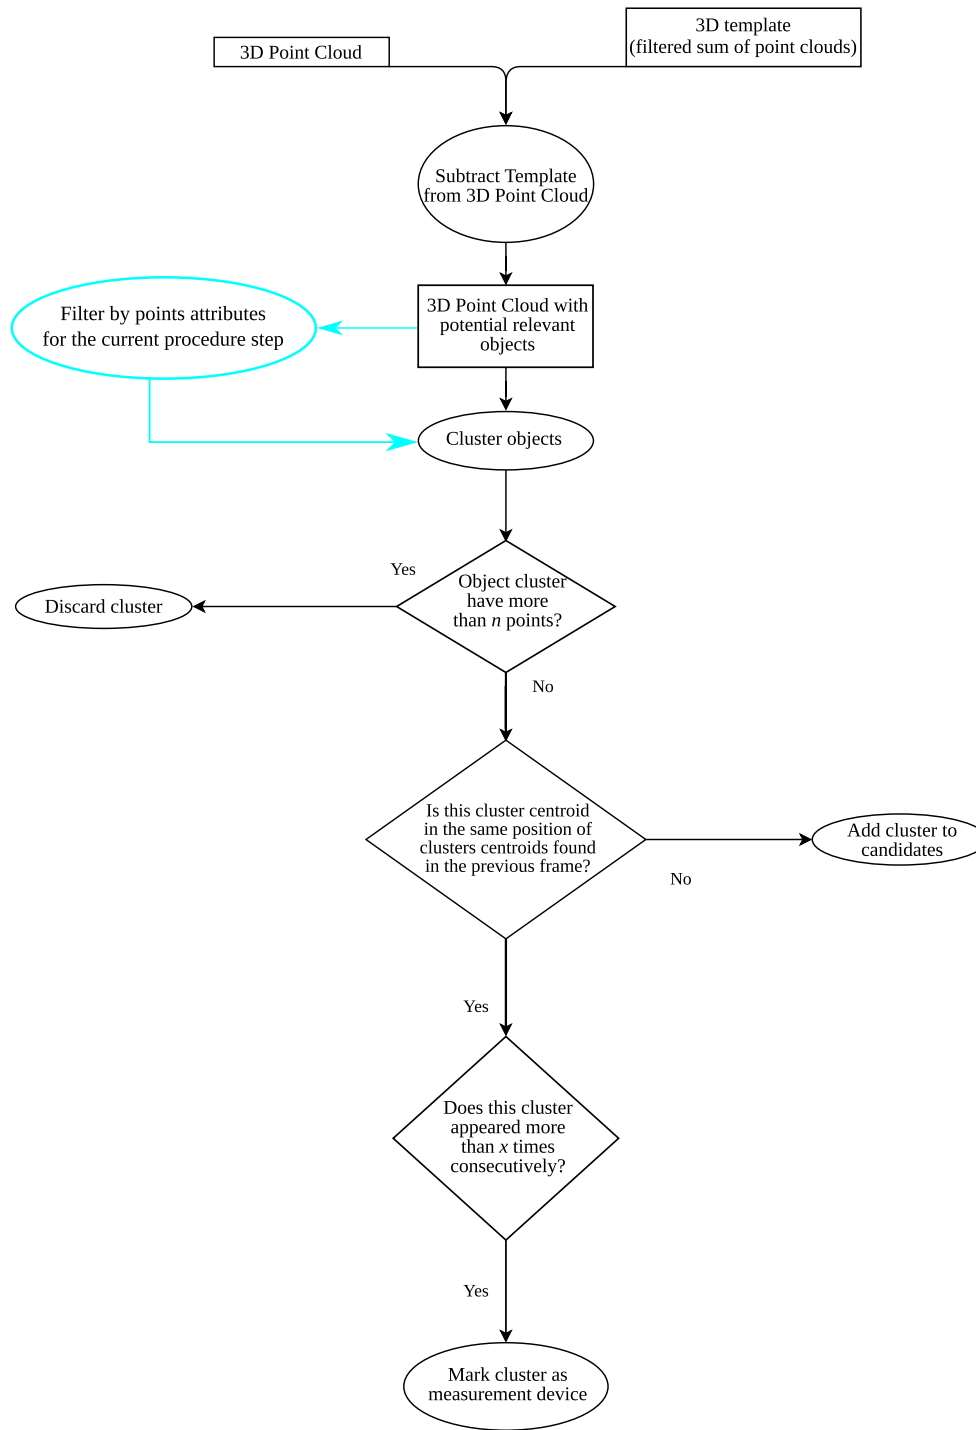 3D Point Cloud
3D template
(filtered sum of point clouds)
Subtract Template
from 3D Point Cloud
3D Point Cloud with
potential relevant
objects
Filter by points attributes
for the current procedure step
Cluster objects
Yes
Object cluster
have more
than n points?
Discard cluster
No
Is this cluster centroid
in the same position of
clusters centroids found
in the previous frame?
Add cluster to
candidates
No
Yes
Does this cluster
appeared more
than x times
consecutively?
Yes
Mark cluster as
measurement device